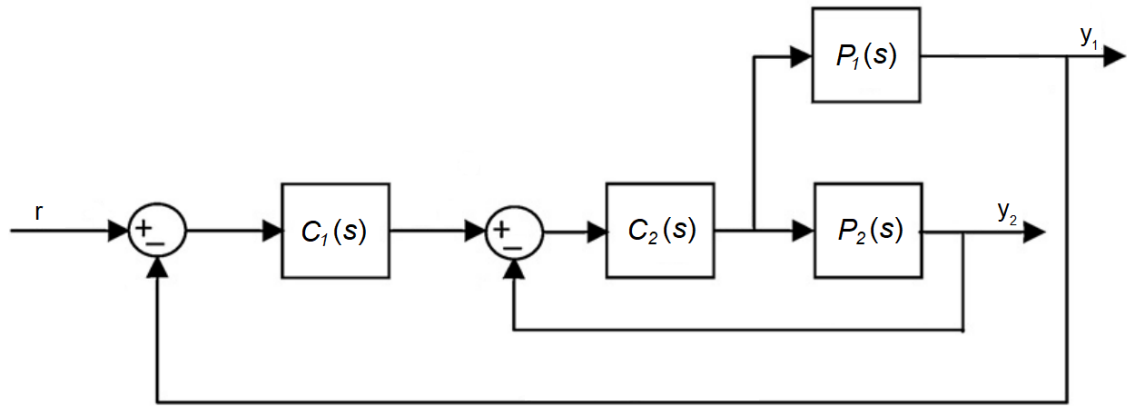 y₁
P₁(s)
r
+
−
C₁(s)
+
−
C₂(s)
P₂(s)
y₂